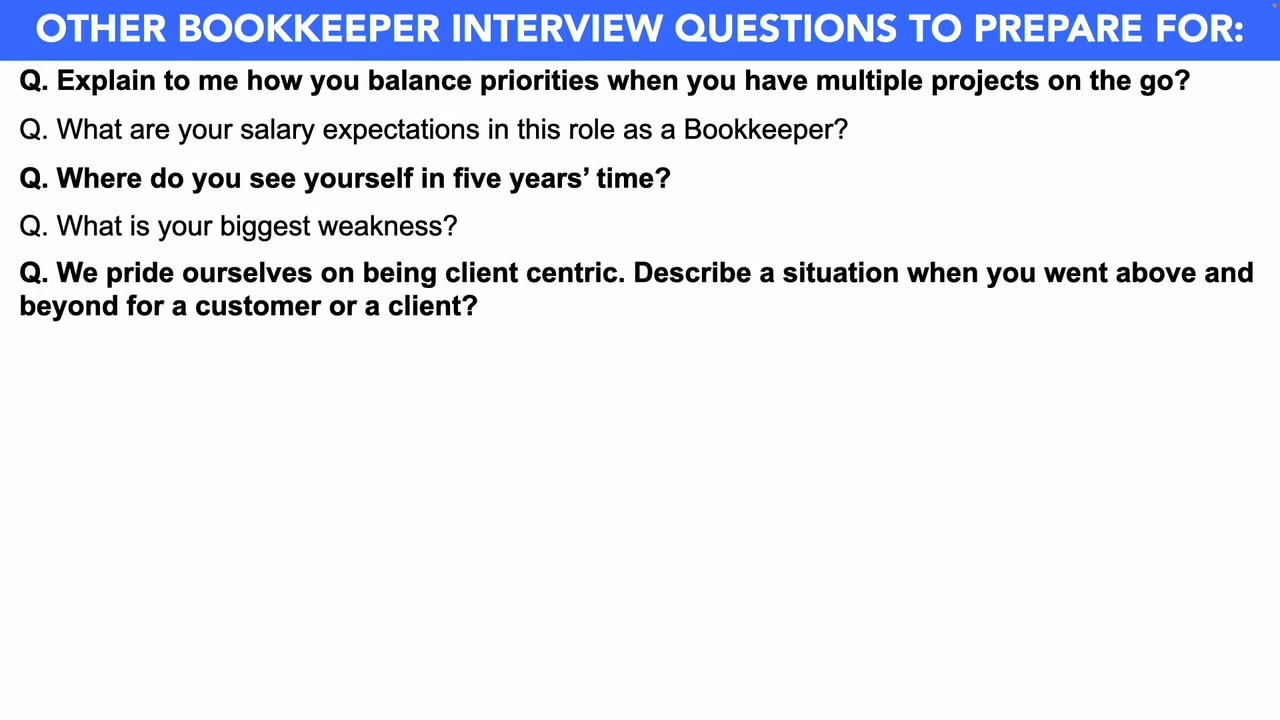 OTHER BOOKKEEPER INTERVIEW QUESTIONS TO PREPARE FOR:
Q. Explain to me how you balance priorities when you have multiple projects on the go?
Q. What are your salary expectations in this role as a Bookkeeper?
Q. Where do you see yourself in five years’ time?
Q. What is your biggest weakness?
Q. We pride ourselves on being client centric. Describe a situation when you went above and
beyond for a customer or a client?